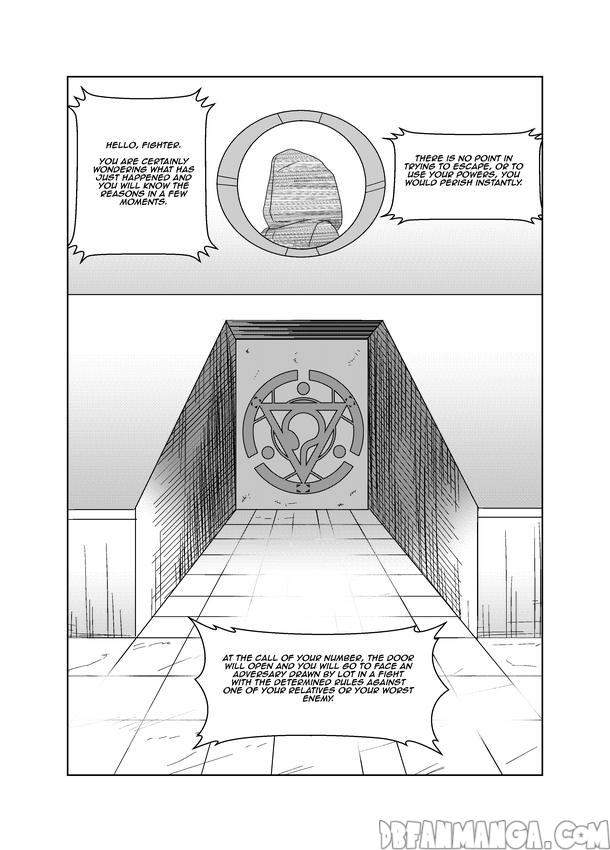 HELLO, FIGHTER.
YOU ARE CERTAINLY
WONDERING WHAT HAS
JUST HAPPENED AND
YOU WILL KNOW THE
REASONS IN A FEW
MOMENTS.
THERE IS NO POINT IN
TRYING TO ESCAPE, OR TO
USE YOUR POWERS, YOU
WOULD PERISH INSTANTLY.
AT THE CALL OF YOUR NUMBER, THE DOOR
WILL OPEN AND YOU WILL GO TO FACE AN
ADVERSARY DRAWN BY LOT IN A FIGHT
WITH THE DETERMINED RULES AGAINST
ONE OF YOUR RELATIVES OR YOUR WORST
ENEMY.
DBFANMANGA.COM